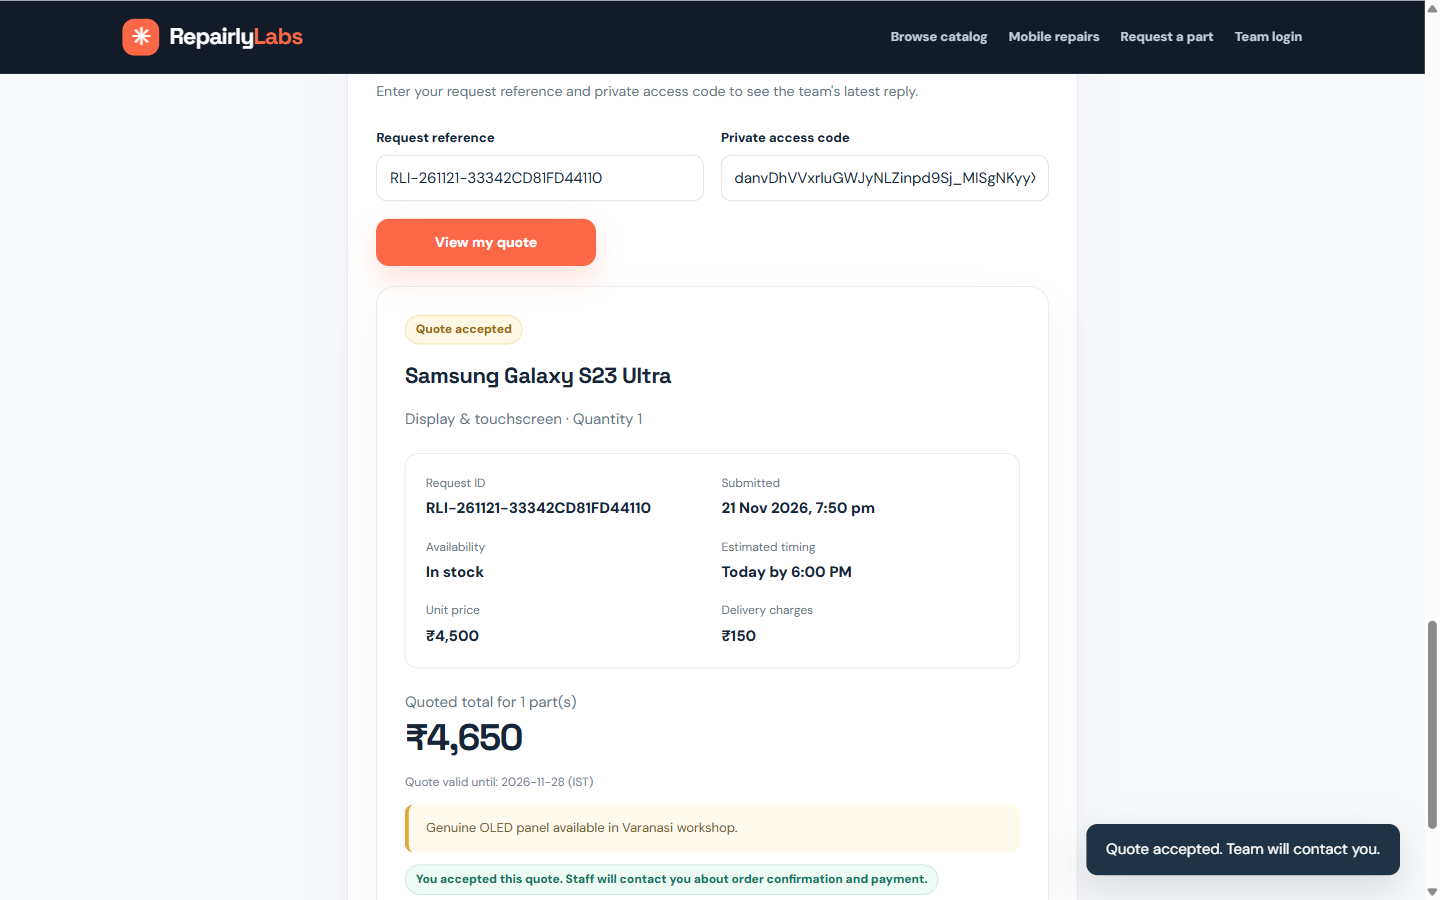 RepairlyLabs
Browse catalog Mobile repairs Request a part Team login
Enter your request reference and private access code to see the team's latest reply.
Request reference Private access code
RLI-261121-33342CD81FD44110
View my quote
Quote accepted
Samsung Galaxy S23 Ultra
Display & touchscreen · Quantity 1
Request ID Submitted
RLI-261121-33342CD81FD44110 21 Nov 2026, 7:50 pm
Availability Estimated timing
In stock Today by 6:00 PM
Unit price Delivery charges
₹4,500 ₹150
Quoted total for 1 part(s)
₹4,650
Quote valid until: 2026-11-28 (IST)
Genuine OLED panel available in Varanasi workshop.
You accepted this quote. Staff will contact you about order confirmation and payment.
Quote accepted. Team will contact you.